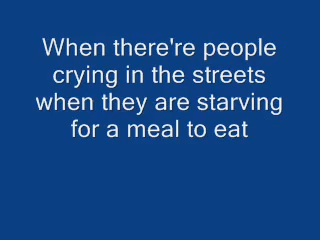 When there're people
crying in the streets
when they are starving
for a meal to eat